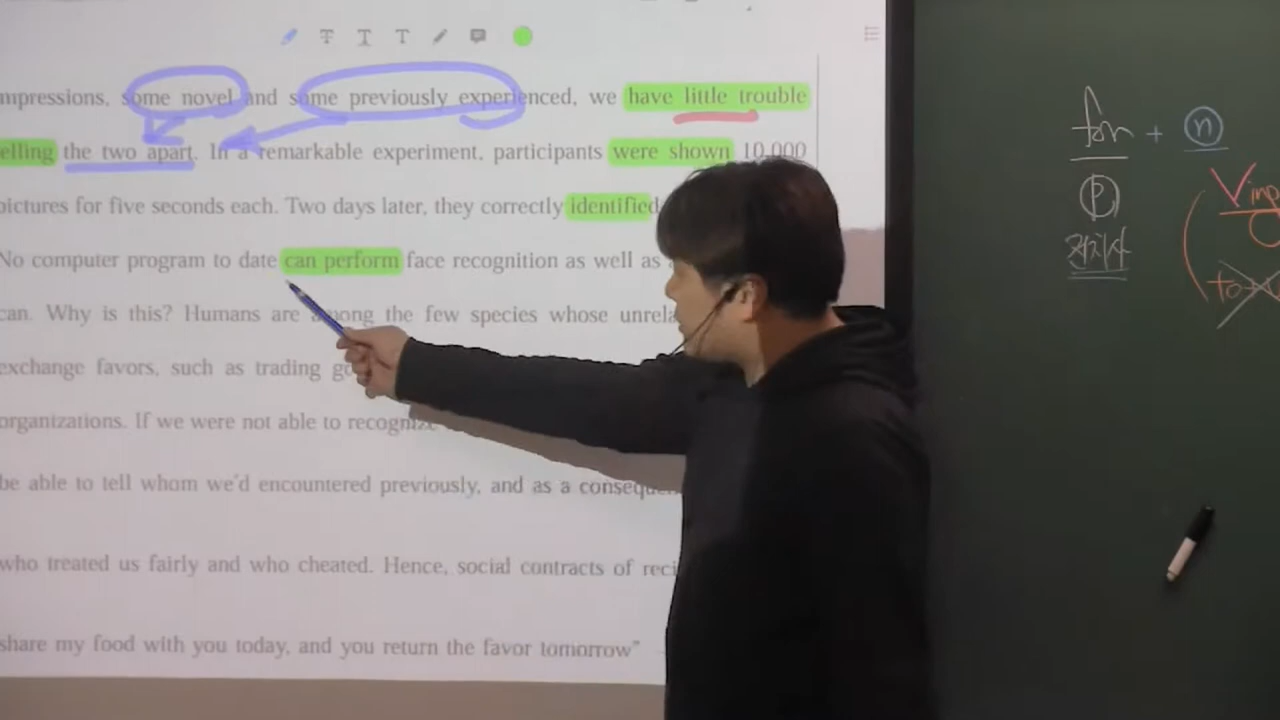 mpressions, some novel and some previously experienced, we have little trouble
elling the two apart. In a remarkable experiment, participants were shown 10,000
pictures for five seconds each. Two days later, they correctly identified
No computer program to date can perform face recognition as well as
can. Why is this? Humans are among the few species whose unrela
exchange favors, such as trading go
organizations. If we were not able to recognize
be able to tell whom we'd encountered previously, and as a consequen
who treated us fairly and who cheated. Hence, social contracts of reci
share my food with you today, and you return the favor tomorrow"
for + n
P
전치사
Ving
to